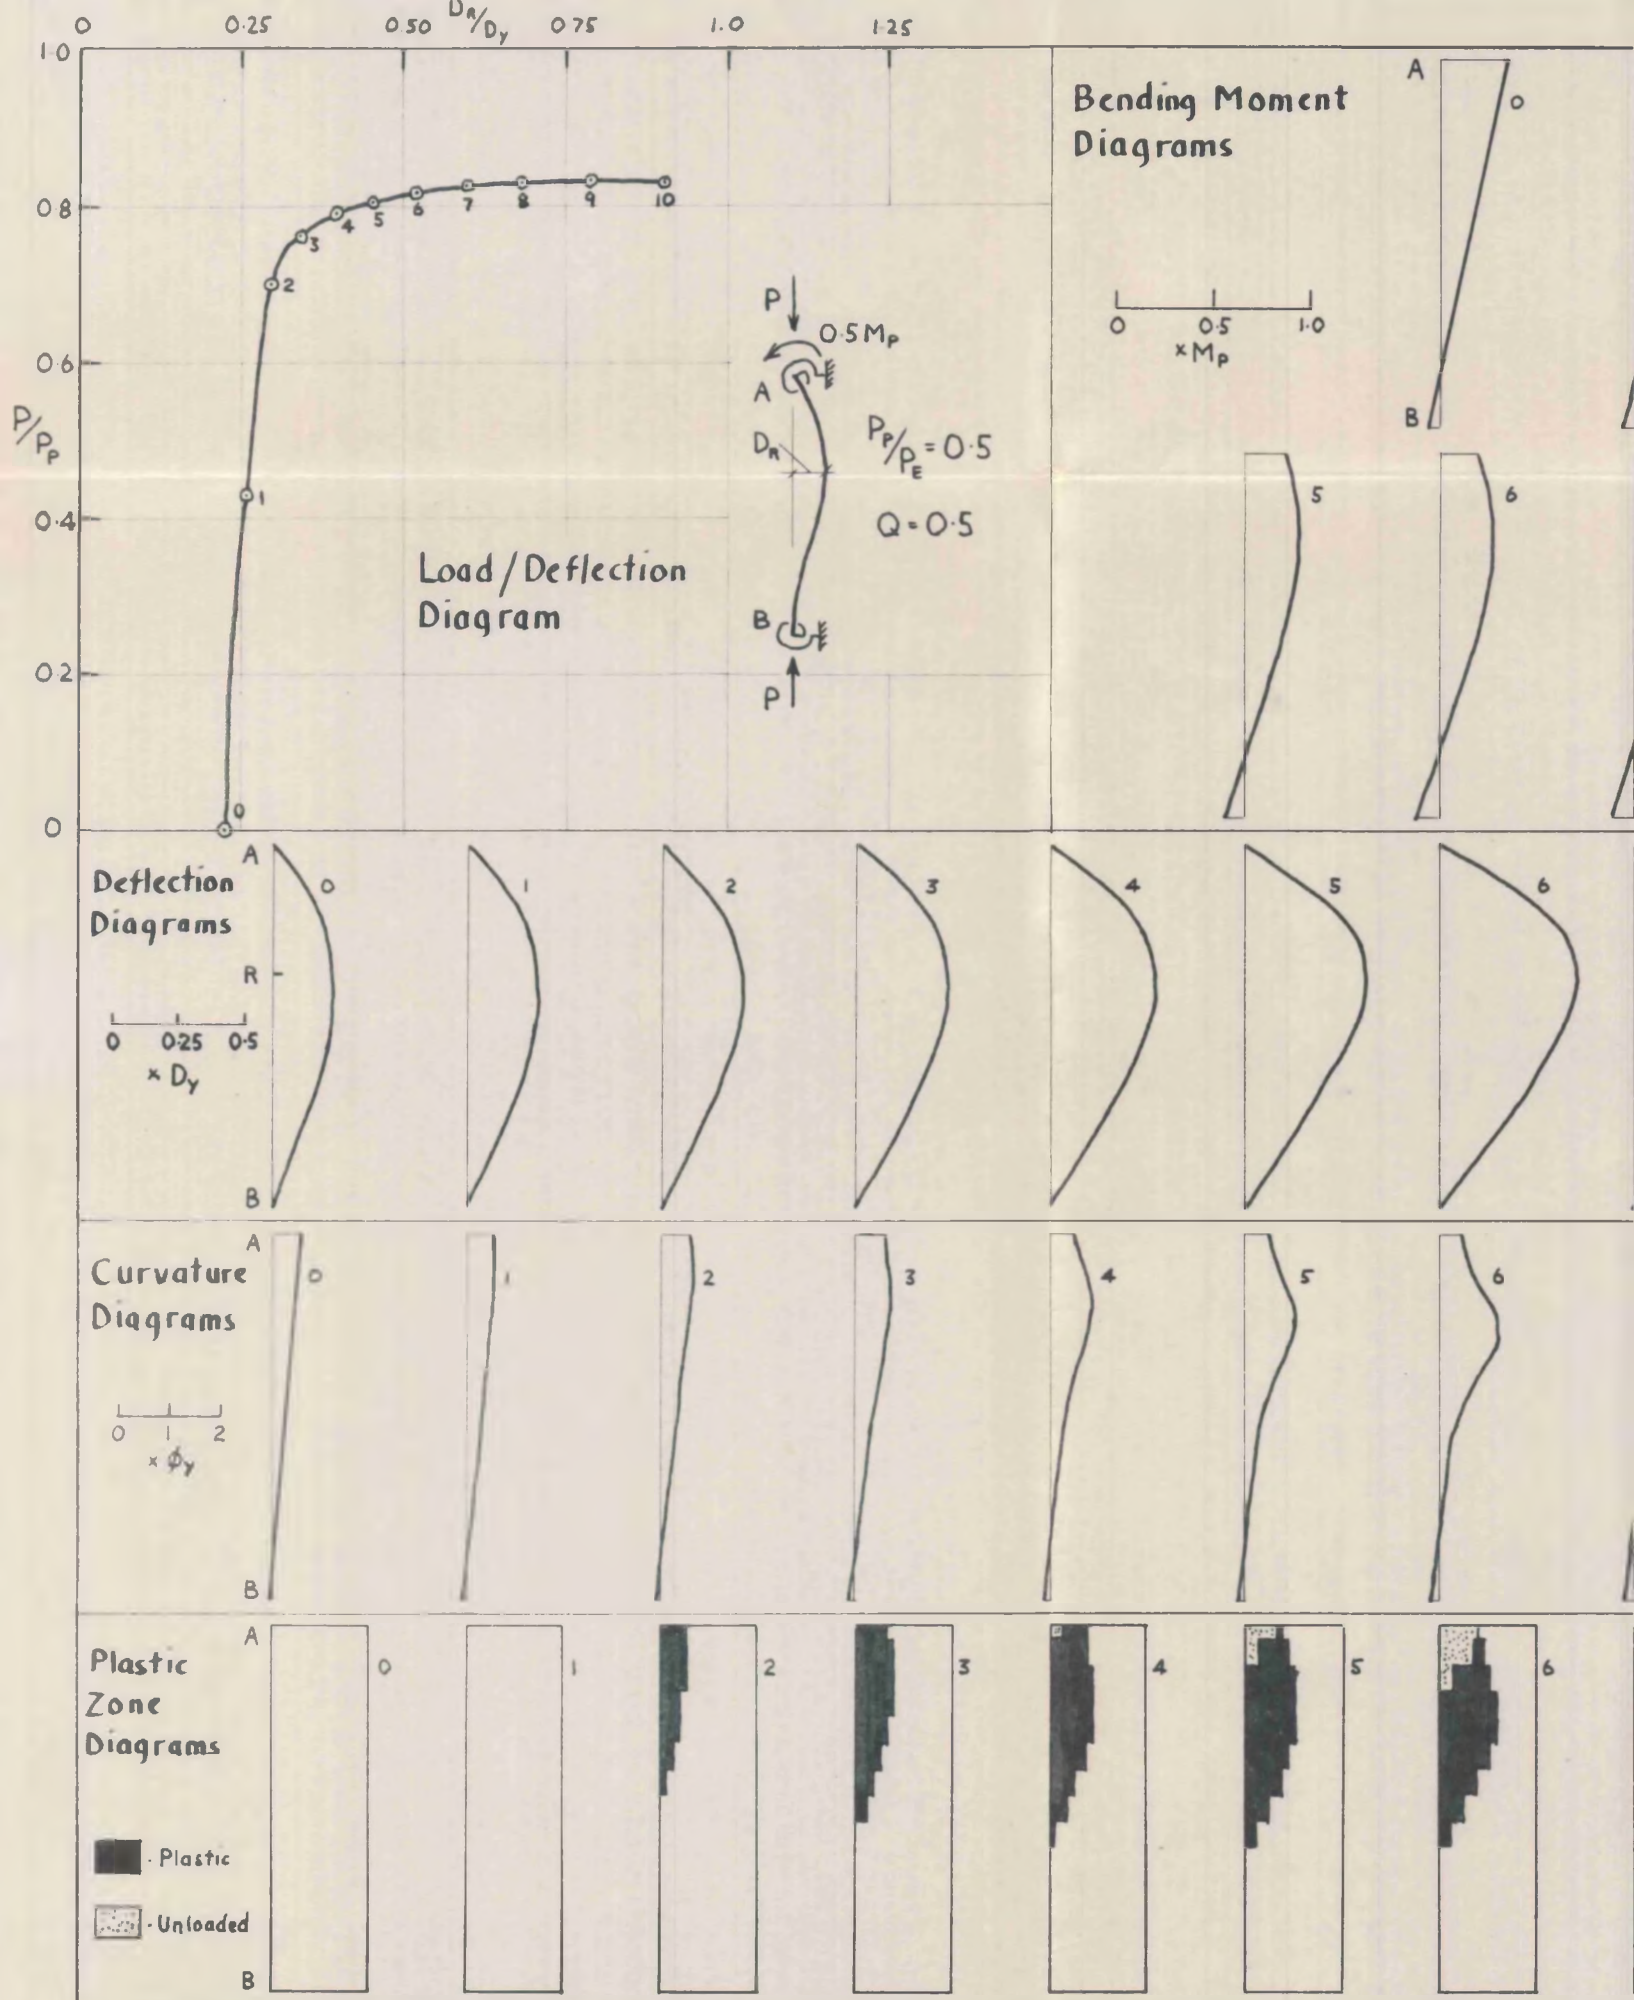 0 0.25 0.50 D_R/D_y 0.75 1.0 1.25
1.0
0.8
0.6
P/P_P
0.4
0.2
0
0
1
2
3
4
5
6
7
8
9
10
Load/Deflection
Diagram
P
0.5 M_P
A
D_R
P_P/P_E = 0.5
Q = 0.5
B
P
Bending Moment
Diagrams
0 0.5 1.0
× M_P
A
0
B
5
6
Deflection
Diagrams
A
R
B
0 0.25 0.5
× D_y
0 1 2 3 4 5 6
Curvature
Diagrams
A
B
0 1 2
× ϕ_y
0 1 2 3 4 5 6
Plastic
Zone
Diagrams
A
B
0 1 2 3 4 5 6
- Plastic
- Unloaded